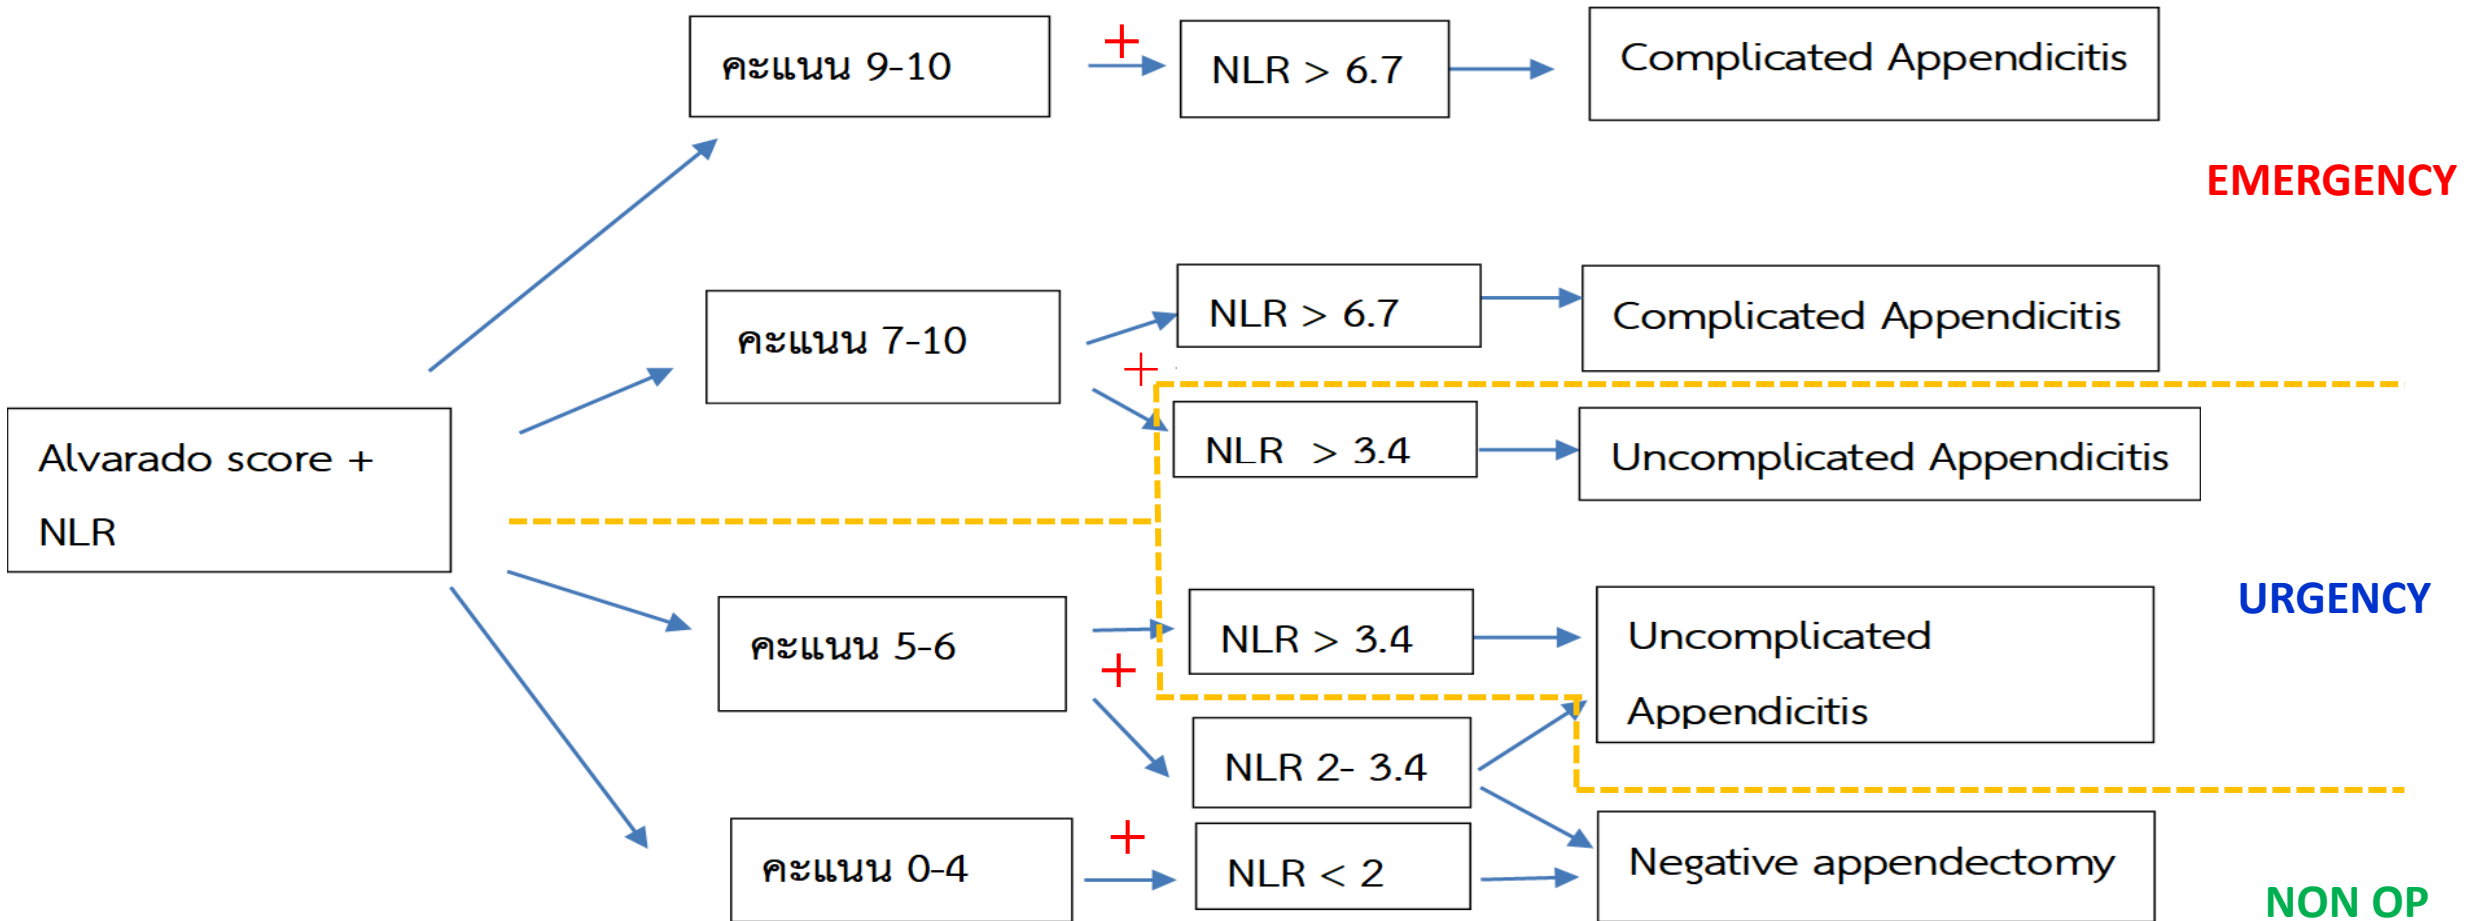 คะแนน 9-10
+
NLR > 6.7
Complicated Appendicitis
EMERGENCY
คะแนน 7-10
+
NLR > 6.7
Complicated Appendicitis
NLR > 3.4
Uncomplicated Appendicitis
Alvarado score +
NLR
คะแนน 5-6
+
NLR > 3.4
Uncomplicated
Appendicitis
URGENCY
NLR 2- 3.4
คะแนน 0-4
+
NLR < 2
Negative appendectomy
NON OP